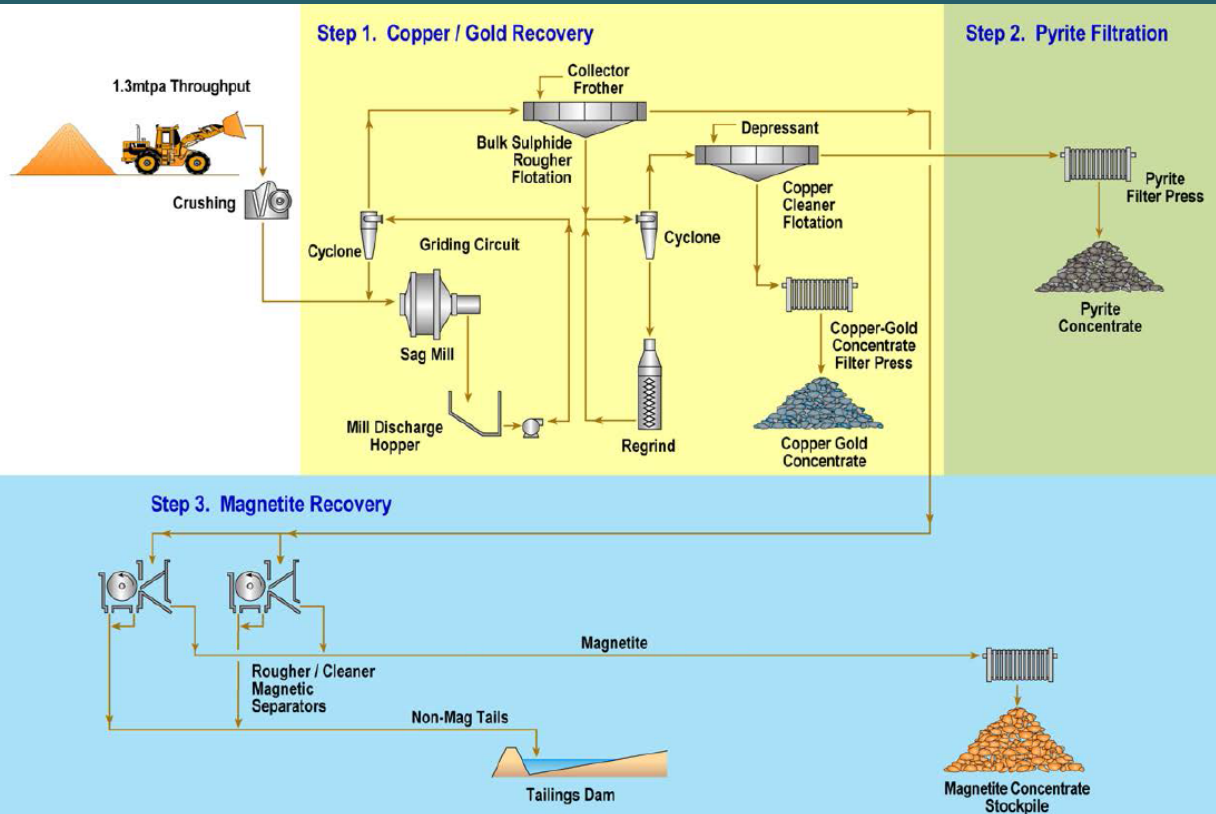 Step 1. Copper / Gold Recovery
Step 2. Pyrite Filtration
1.3mtpa Throughput
Collector
Frother
Bulk Sulphide
Rougher
Flotation
Depressant
Copper
Cleaner
Flotation
Pyrite
Filter Press
Crushing
Cyclone
Griding Circuit
Cyclone
Sag Mill
Pyrite
Concentrate
Copper-Gold
Concentrate
Filter Press
Mill Discharge
Hopper
Regrind
Copper Gold
Concentrate
Step 3. Magnetite Recovery
Magnetite
Rougher / Cleaner
Magnetic
Separators
Non-Mag Tails
Tailings Dam
Magnetite Concentrate
Stockpile